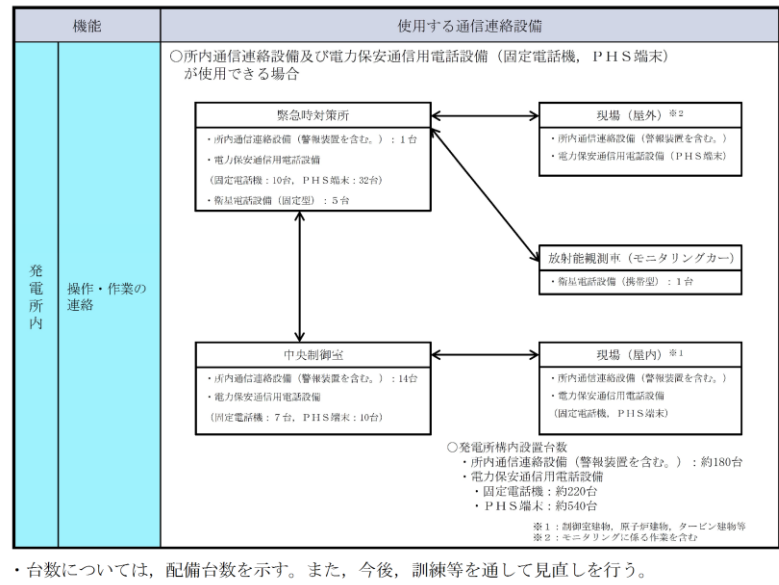 機能
使用する通信連絡設備
発電所内
操作・作業の
連絡
○所内通信連絡設備及び電力保安通信用電話設備（固定電話機，ＰＨＳ端末）
が使用できる場合
緊急時対策所
・所内通信連絡設備（警報装置を含む。）：１台
・電力保安通信用電話設備
（固定電話機：10台，ＰＨＳ端末：32台）
・衛星電話設備（固定型）：５台
現場（屋外）※２
・所内通信連絡設備（警報装置を含む。）
・電力保安通信用電話設備（ＰＨＳ端末）
放射能観測車（モニタリングカー）
・衛星電話設備（携帯型）：１台
中央制御室
・所内通信連絡設備（警報装置を含む。）：14台
・電力保安通信用電話設備
（固定電話機：７台，ＰＨＳ端末：10台）
現場（屋内）※１
・所内通信連絡設備（警報装置を含む。）
・電力保安通信用電話設備
（固定電話機，ＰＨＳ端末）
○発電所構内設置台数
・所内通信連絡設備（警報装置を含む。）：約180台
・電力保安通信用電話設備
・固定電話機：約220台
・ＰＨＳ端末：約540台
※１：制御室建物，原子炉建物，タービン建物等
※２：モニタリングに係る作業を含む
・台数については，配備台数を示す。また，今後，訓練等を通して見直しを行う。